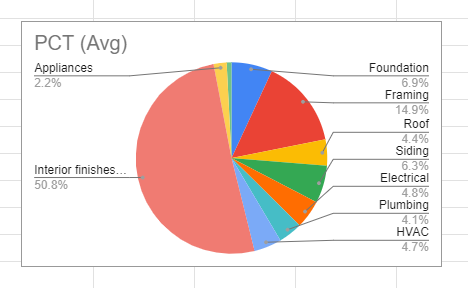 PCT (Avg)
Appliances
2.2%
Interior finishes...
50.8%
Foundation
6.9%
Framing
14.9%
Roof
4.4%
Siding
6.3%
Electrical
4.8%
Plumbing
4.1%
HVAC
4.7%